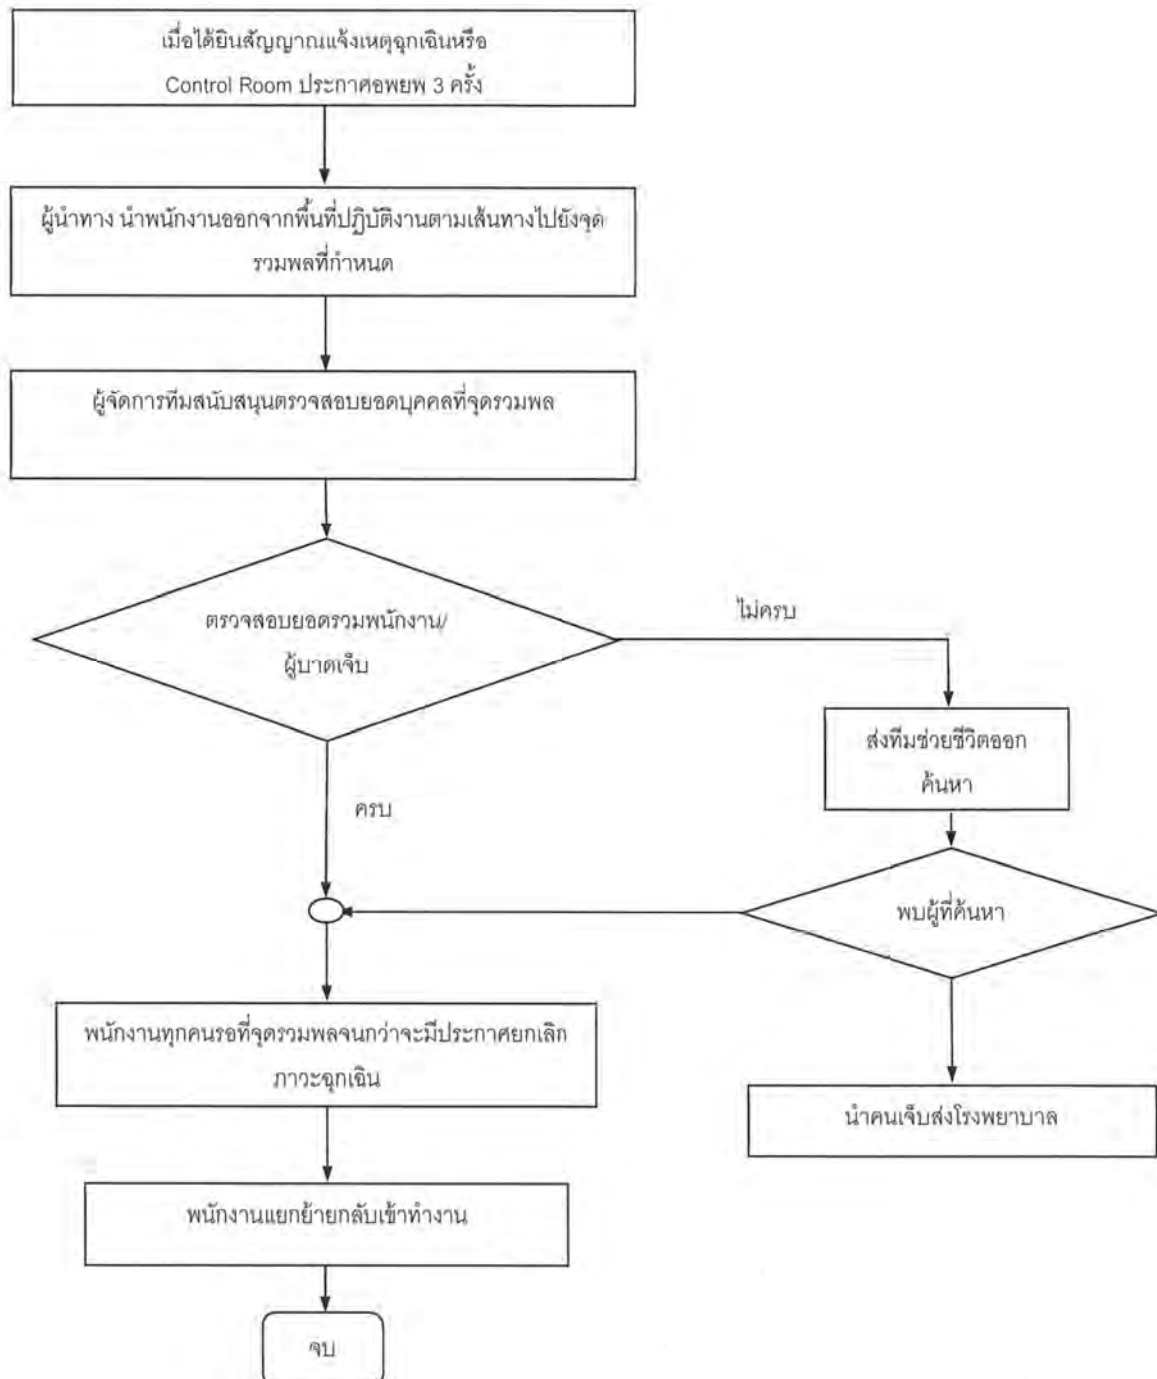 เมื่อได้ยินสัญญาณแจ้งเหตุฉุกเฉินหรือ
Control Room ประกาศอพยพ 3 ครั้ง
ผู้นำทาง นำพนักงานออกจากพื้นที่ปฏิบัติงานตามเส้นทางไปยังจุด
รวมพลที่กำหนด
ผู้จัดการทีมสนับสนุนตรวจสอบยอดบุคคลที่จุดรวมพล
ตรวจสอบยอดรวมพนักงาน/
ผู้บาดเจ็บ
ไม่ครบ
ส่งทีมช่วยชีวิตออก
ค้นหา
ครบ
พบผู้ที่ค้นหา
พนักงานทุกคนรอที่จุดรวมพลจนกว่าจะมีประกาศยกเลิก
ภาวะฉุกเฉิน
นำคนเจ็บส่งโรงพยาบาล
พนักงานแยกย้ายกลับเข้าทำงาน
จบ